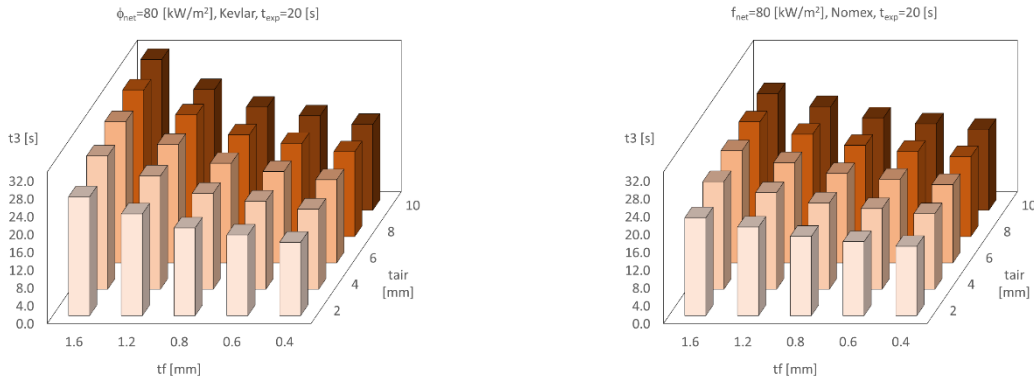 ϕnet=80 [kW/m²], Kevlar, texp=20 [s]
t3 [s]
32.0
28.0
24.0
20.0
16.0
12.0
8.0
4.0
0.0
1.6 1.2 0.8 0.6 0.4
tf [mm]
2
4
6
8
10
tair
[mm]
fnet=80 [kW/m²], Nomex, texp=20 [s]
t3 [s]
32.0
28.0
24.0
20.0
16.0
12.0
8.0
4.0
0.0
1.6 1.2 0.8 0.6 0.4
tf [mm]
2
4
6
8
10
tair
[mm]